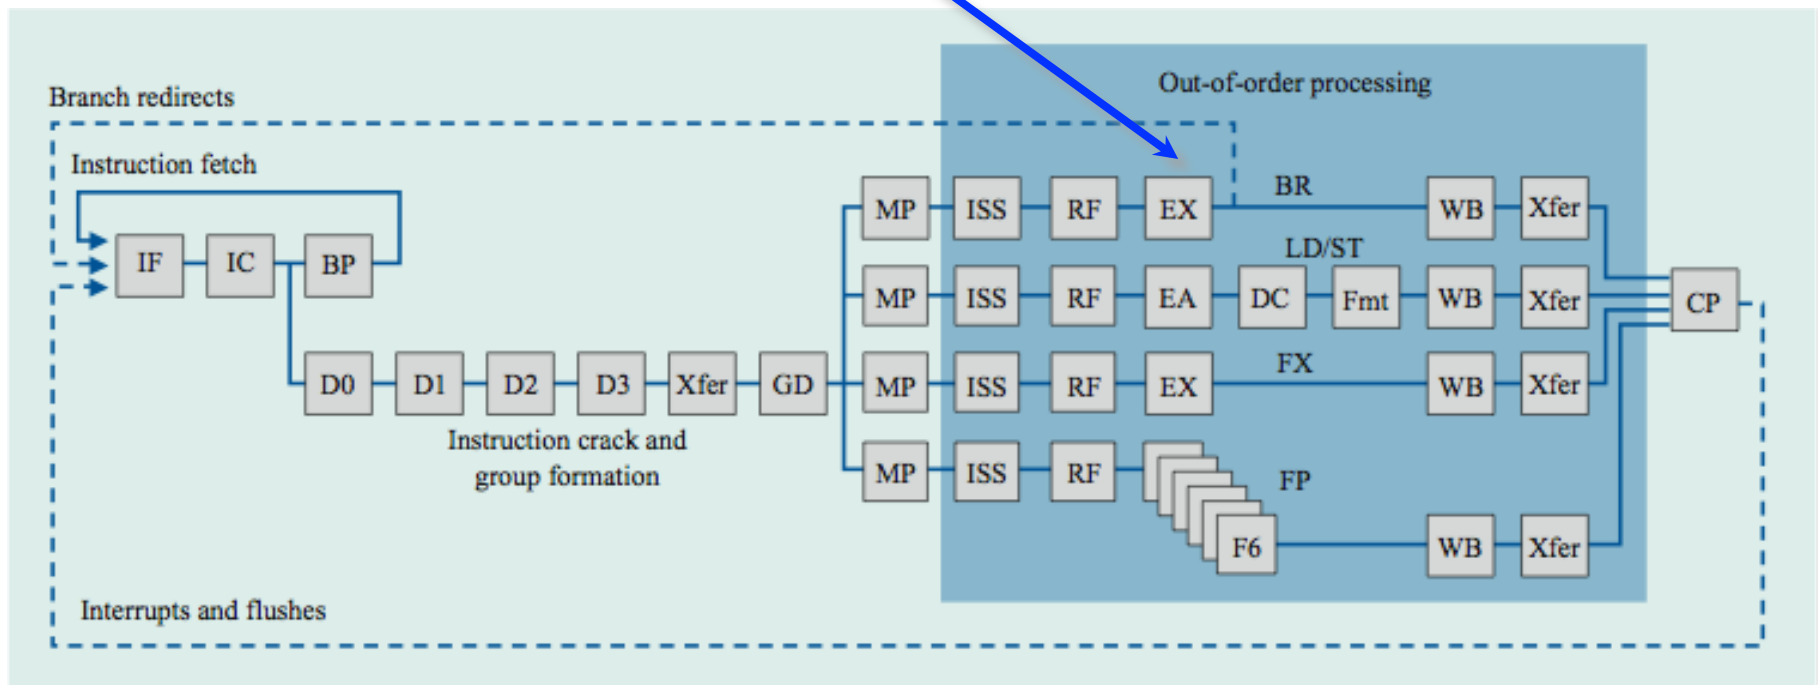 Out-of-order processing
Branch redirects
Instruction fetch
MP ISS RF EX BR WB Xfer
IF IC BP
LD/ST
MP ISS RF EA DC Fmt WB Xfer CP
D0 D1 D2 D3 Xfer GD MP ISS RF EX FX WB Xfer
Instruction crack and
group formation
MP ISS RF FP
F6 WB Xfer
Interrupts and flushes